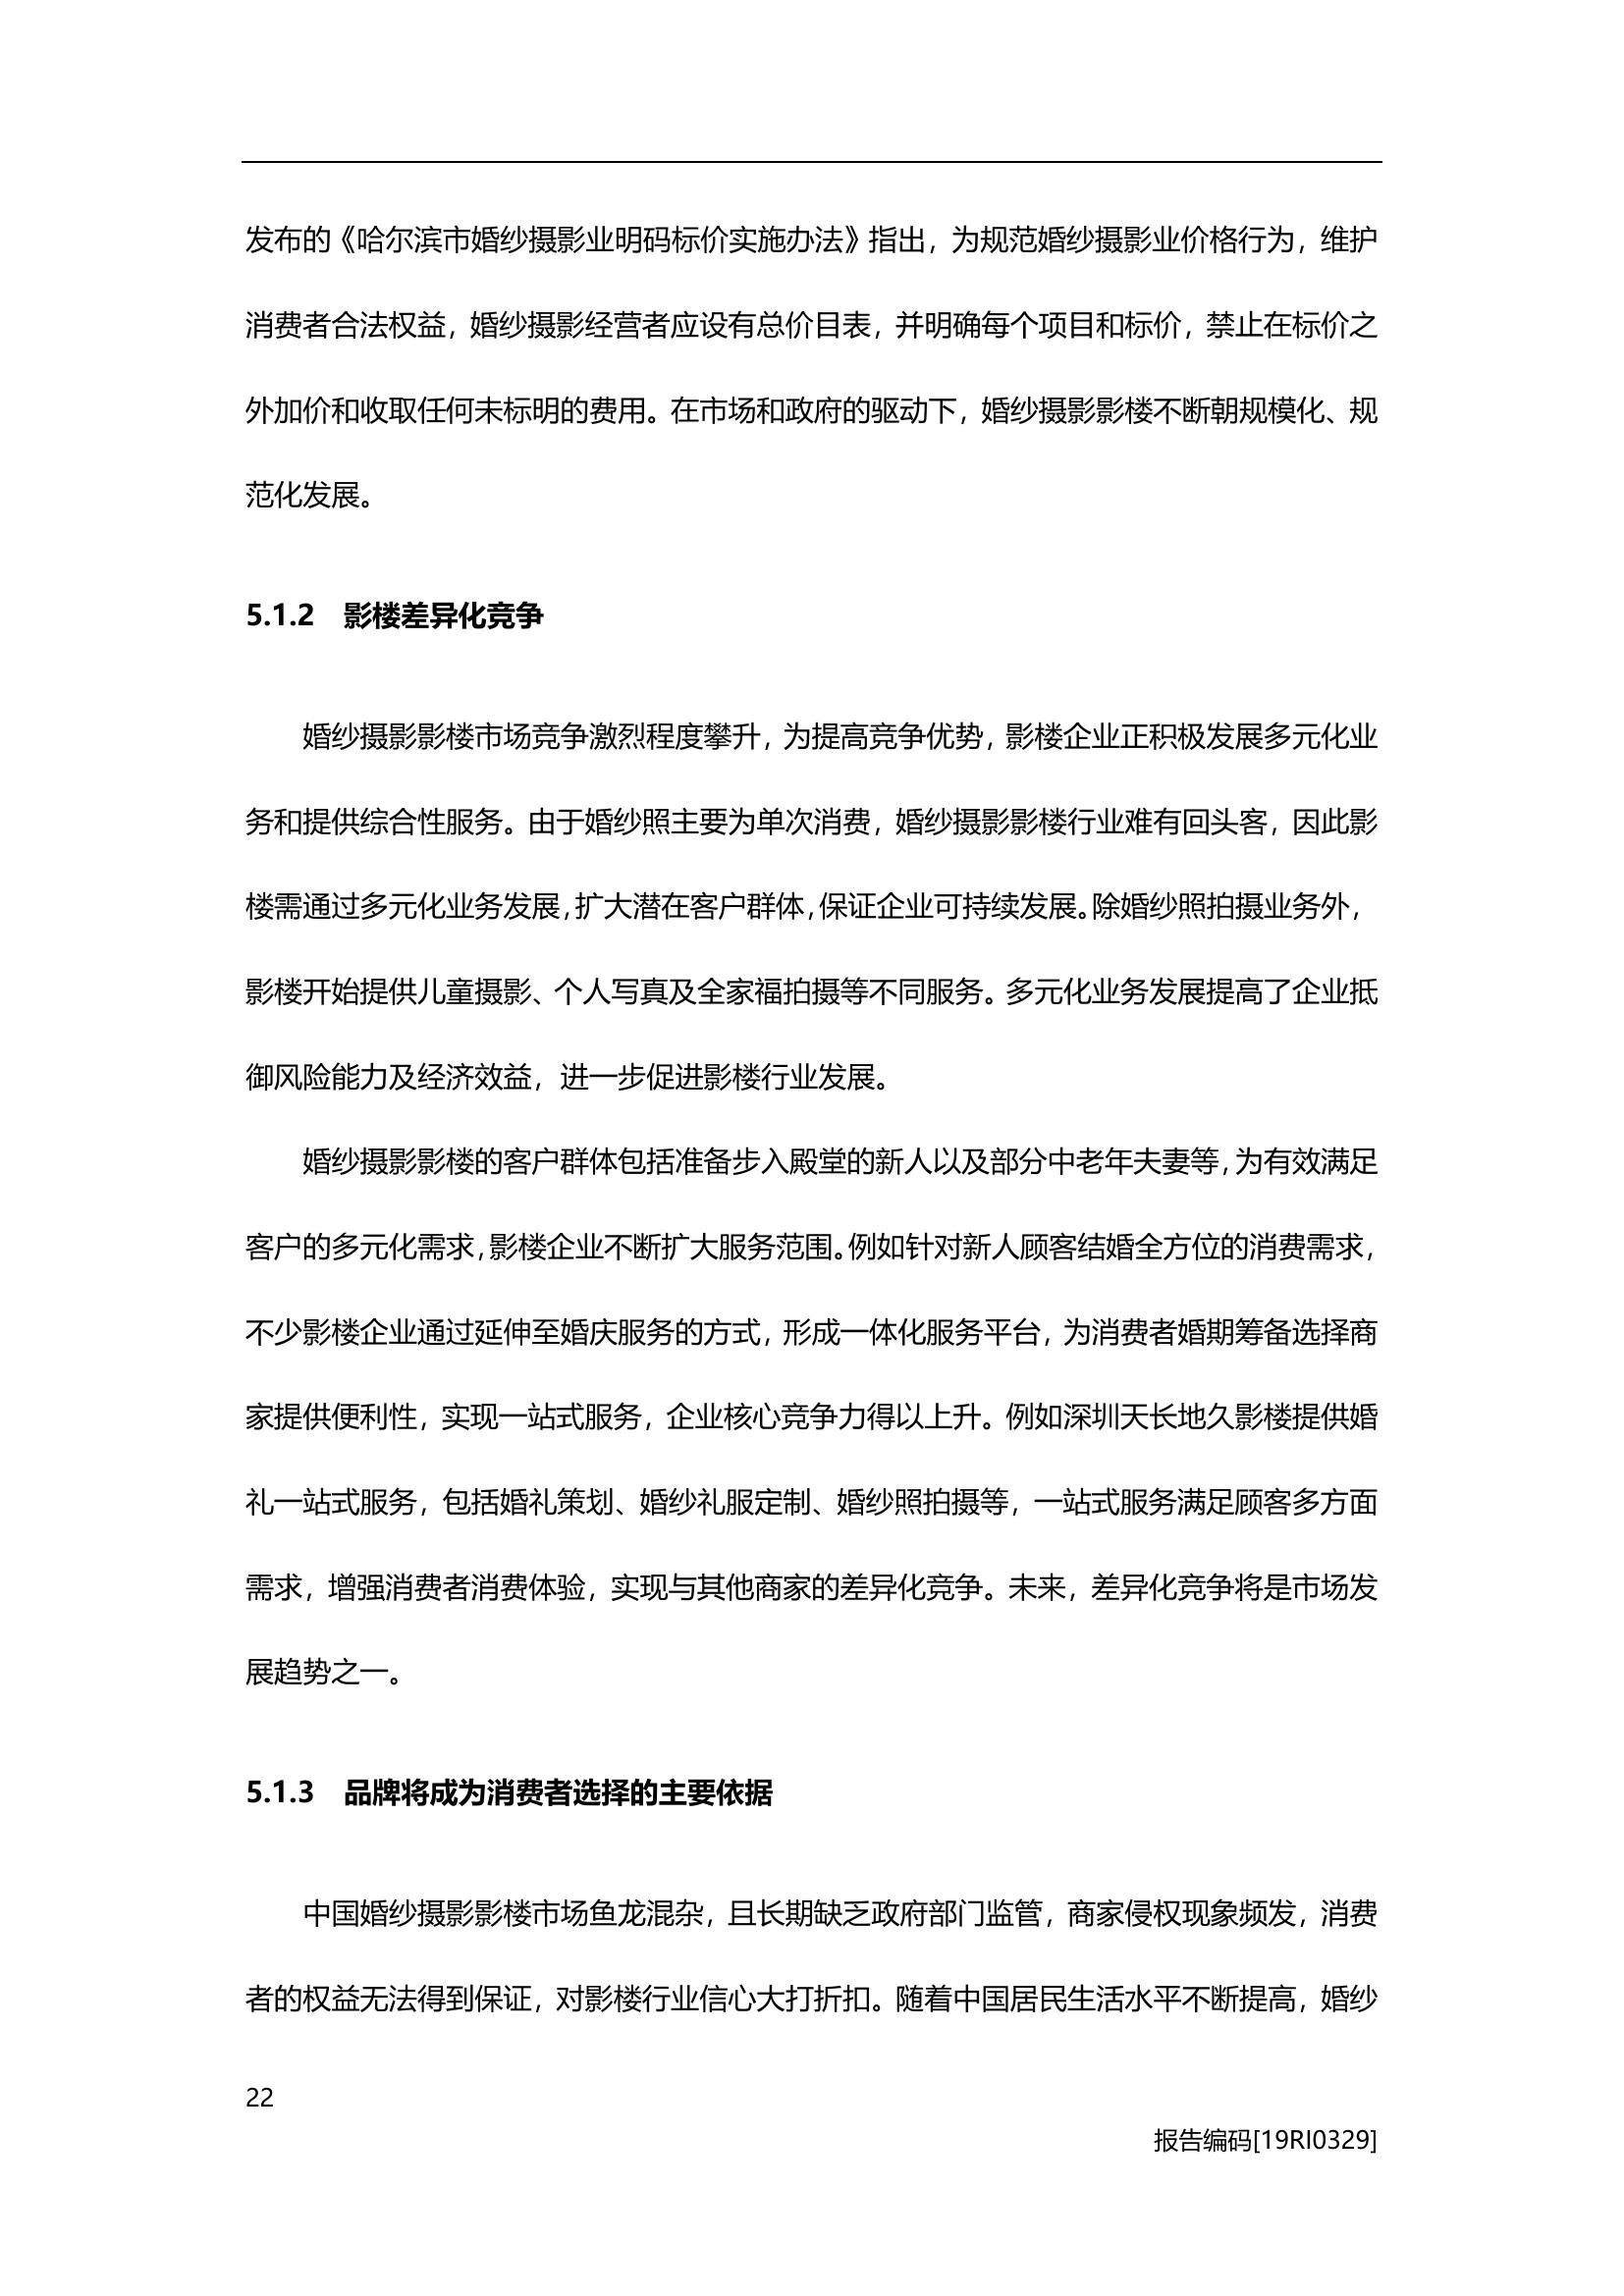 发布的《哈尔滨市婚纱摄影业明码标价实施办法》指出，为规范婚纱摄影业价格行为，维护
消费者合法权益，婚纱摄影经营者应设有总价目表，并明确每个项目和标价，禁止在标价之
外加价和收取任何未标明的费用。在市场和政府的驱动下，婚纱摄影影楼不断朝规模化、规
范化发展。
5.1.2 影楼差异化竞争
婚纱摄影影楼市场竞争激烈程度攀升，为提高竞争优势，影楼企业正积极发展多元化业
务和提供综合性服务。由于婚纱照主要为单次消费，婚纱摄影影楼行业难有回头客，因此影
楼需通过多元化业务发展，扩大潜在客户群体，保证企业可持续发展。除婚纱照拍摄业务外，
影楼开始提供儿童摄影、个人写真及全家福拍摄等不同服务。多元化业务发展提高了企业抵
御风险能力及经济效益，进一步促进影楼行业发展。
婚纱摄影影楼的客户群体包括准备步入殿堂的新人以及部分中老年夫妻等，为有效满足
客户的多元化需求，影楼企业不断扩大服务范围。例如针对新人顾客结婚全方位的消费需求，
不少影楼企业通过延伸至婚庆服务的方式，形成一体化服务平台，为消费者婚期筹备选择商
家提供便利性，实现一站式服务，企业核心竞争力得以上升。例如深圳天长地久影楼提供婚
礼一站式服务，包括婚礼策划、婚纱礼服定制、婚纱照拍摄等，一站式服务满足顾客多方面
需求，增强消费者消费体验，实现与其他商家的差异化竞争。未来，差异化竞争将是市场发
展趋势之一。
5.1.3 品牌将成为消费者选择的主要依据
中国婚纱摄影影楼市场鱼龙混杂，且长期缺乏政府部门监管，商家侵权现象频发，消费
者的权益无法得到保证，对影楼行业信心大打折扣。随着中国居民生活水平不断提高，婚纱
22
报告编码[19RI0329]